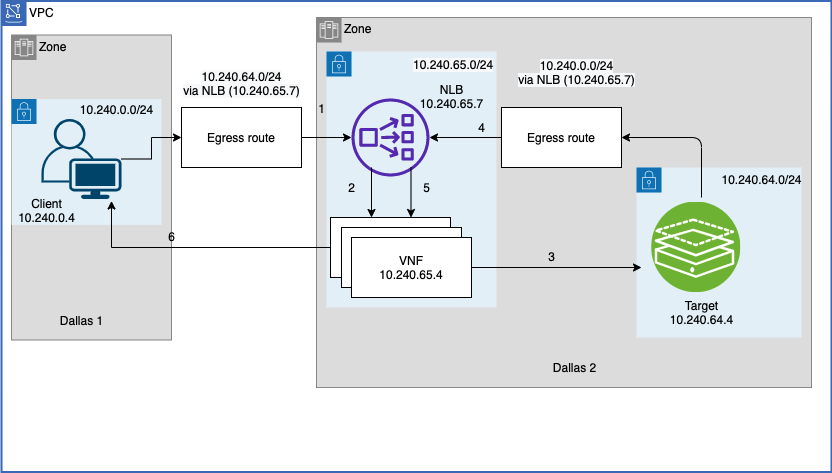 VPC
Zone
10.240.0.0/24
Client
10.240.0.4
Dallas 1
10.240.64.0/24
via NLB (10.240.65.7)
Egress route
1
Zone
10.240.65.0/24
NLB
10.240.65.7
2
5
VNF
10.240.65.4
6
3
4
10.240.0.0/24
via NLB (10.240.65.7)
Egress route
10.240.64.0/24
Target
10.240.64.4
Dallas 2